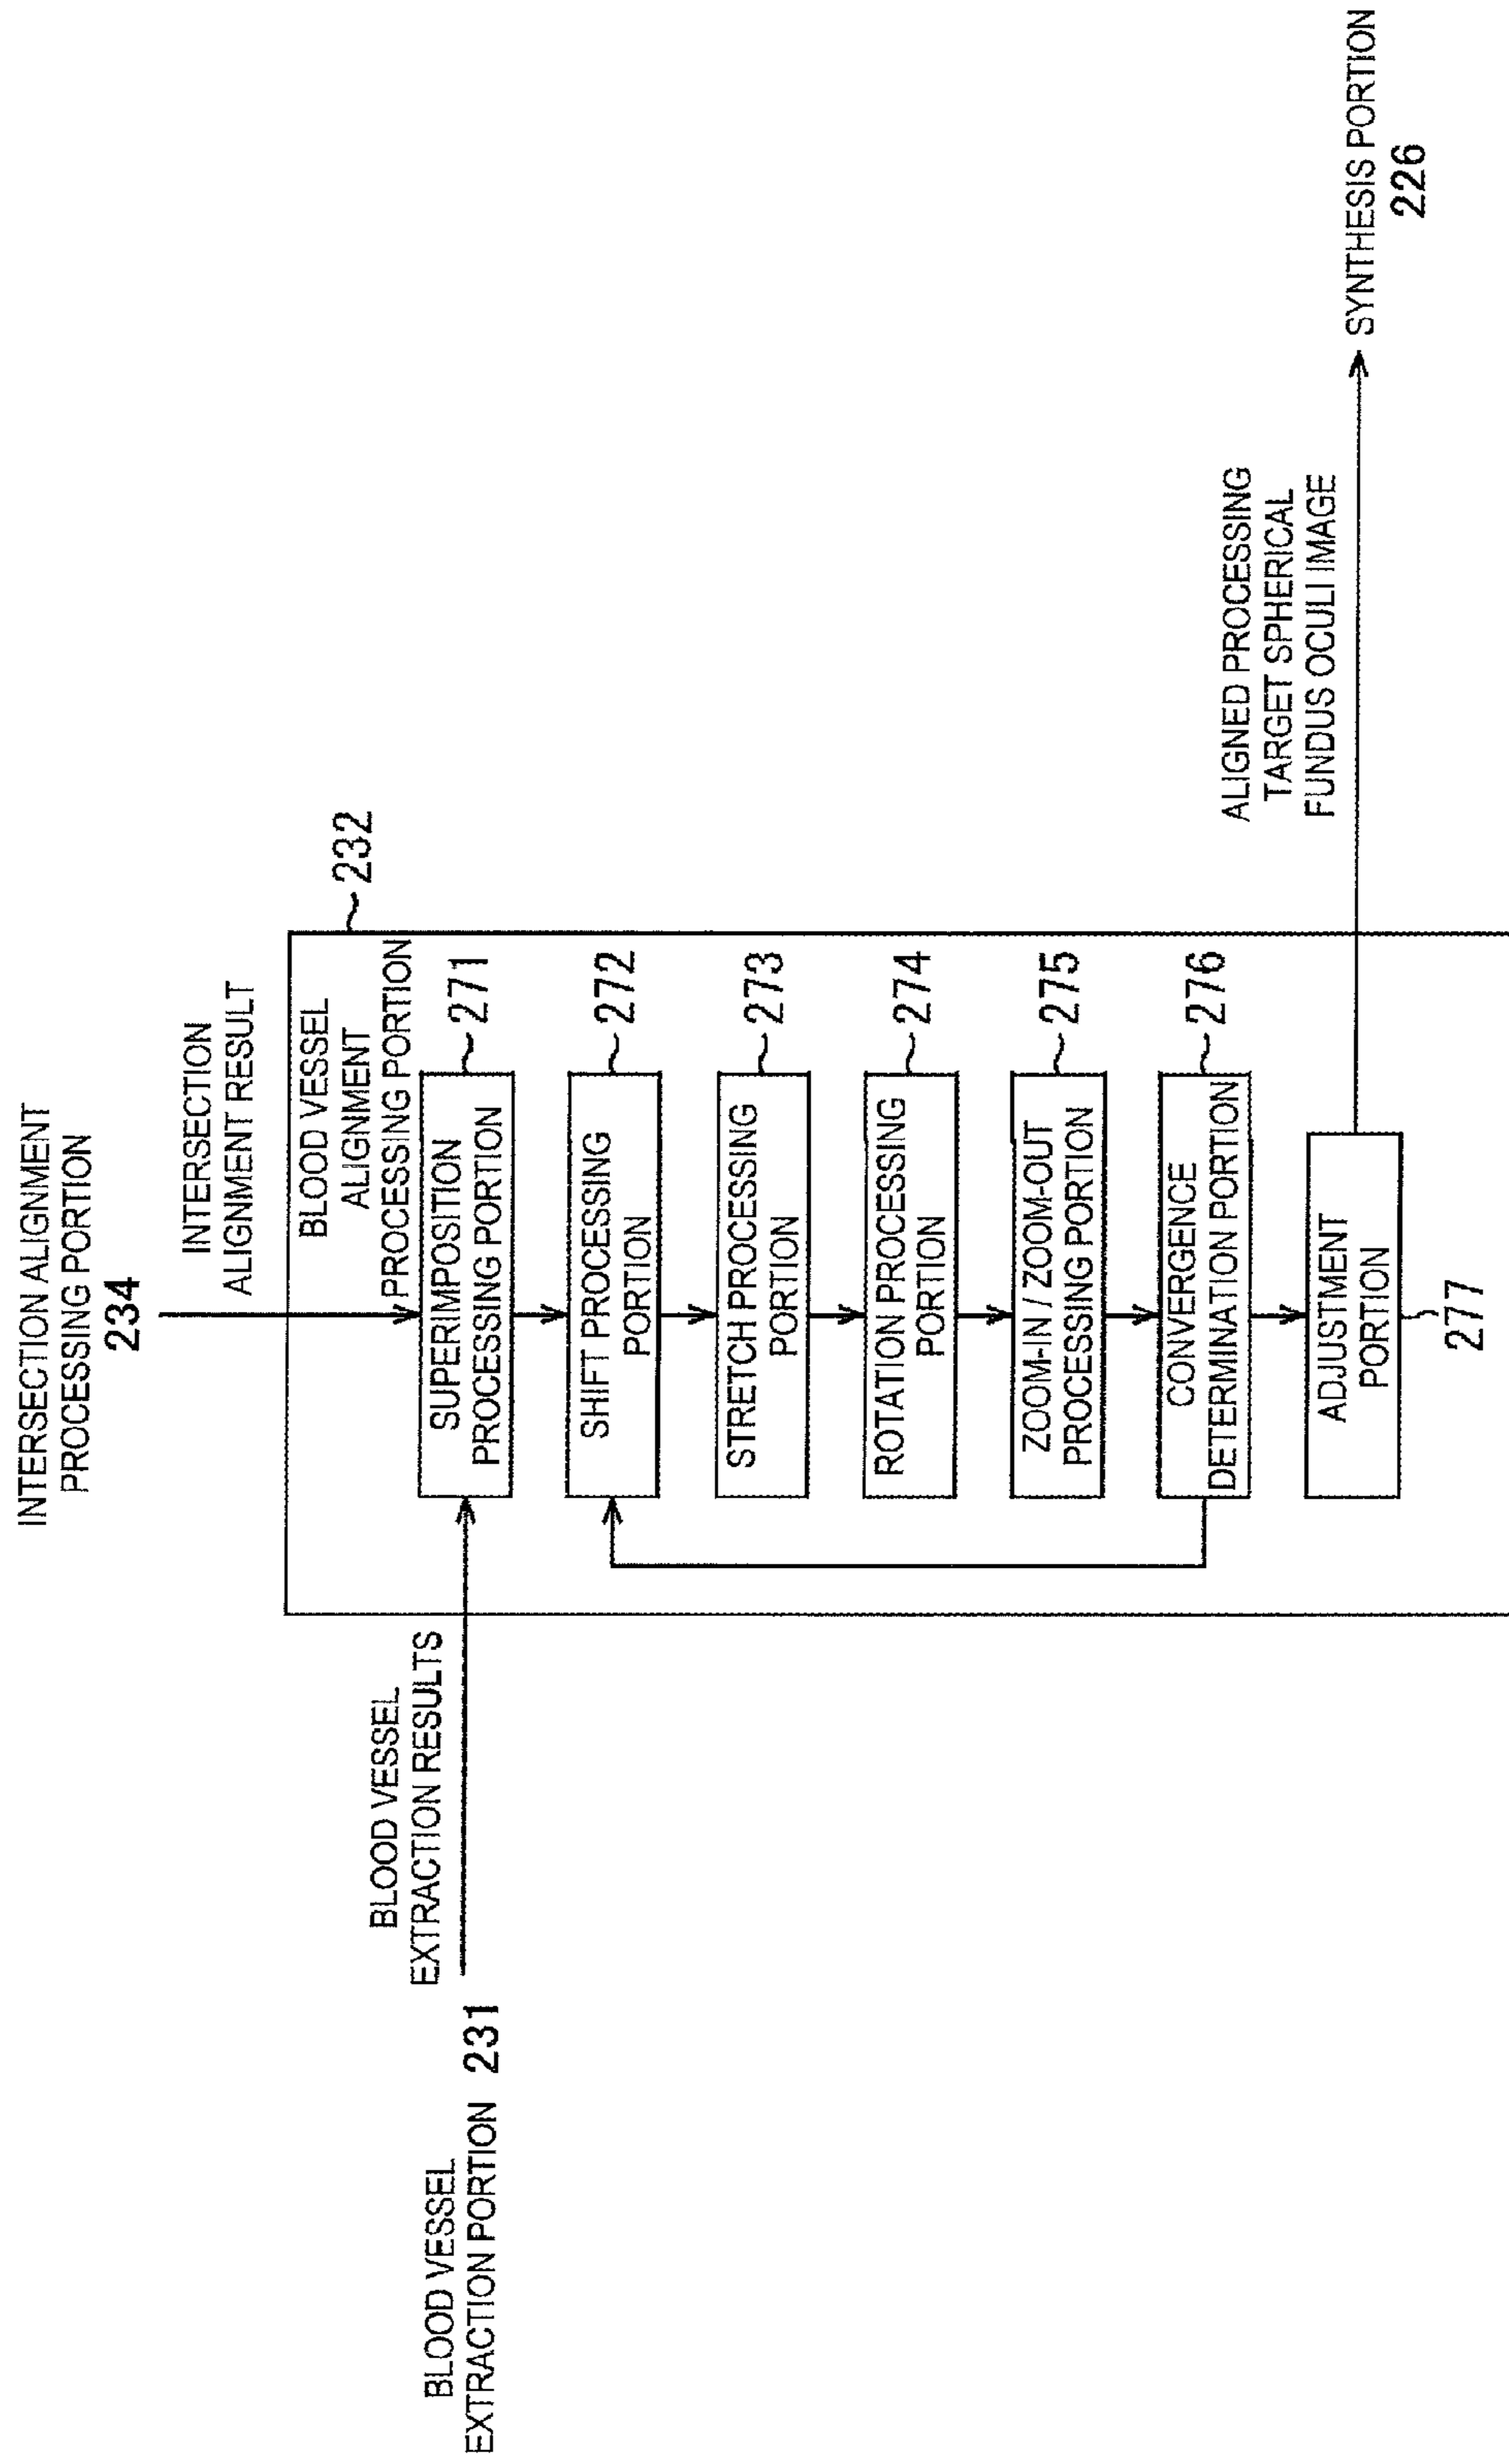 INTERSECTION ALIGNMENT
PROCESSING PORTION
234
INTERSECTION
ALIGNMENT RESULT
BLOOD VESSEL
ALIGNMENT
PROCESSING PORTION
232
BLOOD VESSEL
EXTRACTION PORTION 231
BLOOD VESSEL
EXTRACTION RESULTS
SUPERIMPOSITION
PROCESSING PORTION
271
SHIFT PROCESSING
PORTION
272
STRETCH PROCESSING
PORTION
273
ROTATION PROCESSING
PORTION
274
ZOOM-IN / ZOOM-OUT
PROCESSING PORTION
275
CONVERGENCE
DETERMINATION PORTION
276
ADJUSTMENT
PORTION
277
ALIGNED PROCESSING
TARGET SPHERICAL
FUNDUS OCULI IMAGE
SYNTHESIS PORTION
226